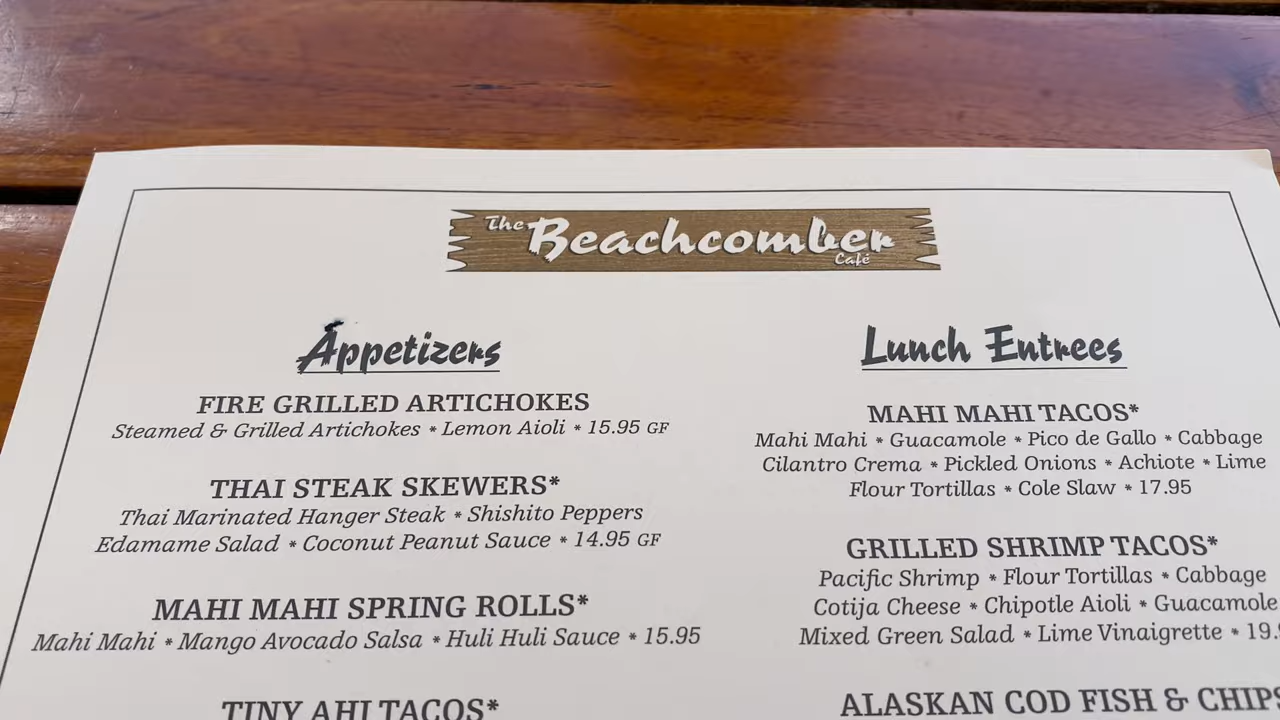 The Beachcomber
Café
Appetizers
FIRE GRILLED ARTICHOKES
Steamed & Grilled Artichokes * Lemon Aioli * 15.95 GF
THAI STEAK SKEWERS*
Thai Marinated Hanger Steak * Shishito Peppers
Edamame Salad * Coconut Peanut Sauce * 14.95 GF
MAHI MAHI SPRING ROLLS*
Mahi Mahi * Mango Avocado Salsa * Huli Huli Sauce * 15.95
TINY AHI TACOS*
Lunch Entrees
MAHI MAHI TACOS*
Mahi Mahi * Guacamole * Pico de Gallo * Cabbage
Cilantro Crema * Pickled Onions * Achiote * Lime
Flour Tortillas * Cole Slaw * 17.95
GRILLED SHRIMP TACOS*
Pacific Shrimp * Flour Tortillas * Cabbage
Cotija Cheese * Chipotle Aioli * Guacamole
Mixed Green Salad * Lime Vinaigrette * 19.
ALASKAN COD FISH & CHIPS